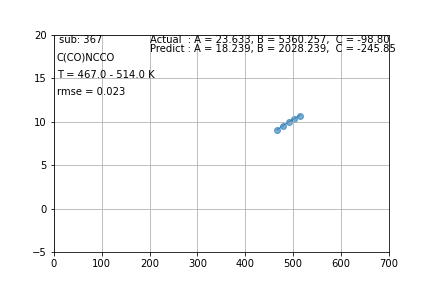 sub: 367
Actual : A = 23.633, B = 5360.257, C = -98.80
Predict : A = 18.239, B = 2028.239, C = -245.85
C(CO)NCCO
T = 467.0 - 514.0 K
rmse = 0.023
20
15
10
5
0
−5
0 100 200 300 400 500 600 700